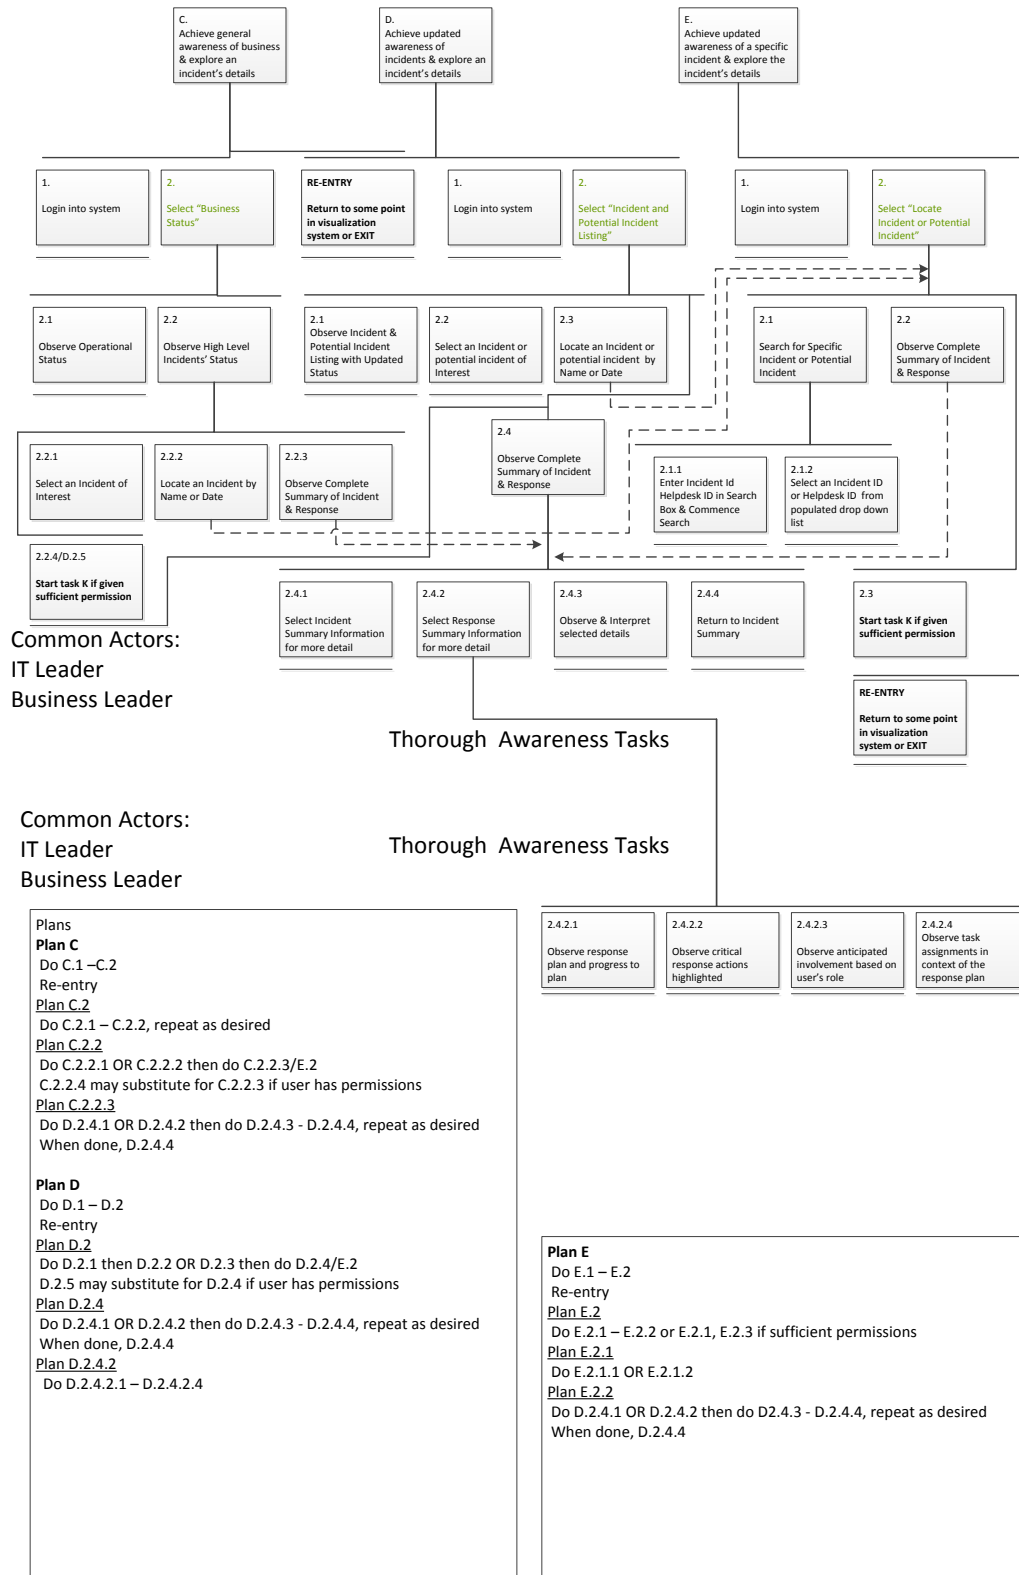 C.
Achieve general
awareness of business
& explore an
incident's details
D.
Achieve updated
awareness of
incidents & explore an
incident's details
E.
Achieve updated
awareness of a specific
incident & explore the
incident's details
1.
Login into system
2.
Select "Business
Status"
RE-ENTRY
Return to some point
in visualization
system or EXIT
1.
Login into system
2.
Select "Incident and
Potential Incident
Listing"
1.
Login into system
2.
Select "Locate
Incident or Potential
Incident"
2.1
Observe Operational
Status
2.2
Observe High Level
Incidents' Status
2.1
Observe Incident &
Potential Incident
Listing with Updated
Status
2.2
Select an Incident or
potential incident of
Interest
2.3
Locate an Incident or
potential incident by
Name or Date
2.1
Search for Specific
Incident or Potential
Incident
2.2
Observe Complete
Summary of Incident
& Response
2.2.1
Select an Incident of
Interest
2.2.2
Locate an Incident by
Name or Date
2.2.3
Observe Complete
Summary of Incident
& Response
2.4
Observe Complete
Summary of Incident
& Response
2.1.1
Enter Incident Id
Helpdesk ID in Search
Box & Commence
Search
2.1.2
Select an Incident ID
or Helpdesk ID from
populated drop down
list
2.2.4/D.2.5
Start task K if given
sufficient permission
2.4.1
Select Incident
Summary Information
for more detail
2.4.2
Select Response
Summary Information
for more detail
2.4.3
Observe & Interpret
selected details
2.4.4
Return to Incident
Summary
2.3
Start task K if given
sufficient permission
Common Actors:
IT Leader
Business Leader
RE-ENTRY
Return to some point
in visualization
system or EXIT
Thorough Awareness Tasks
Common Actors:
IT Leader
Business Leader
Thorough Awareness Tasks
2.4.2.1
Observe response
plan and progress to
plan
2.4.2.2
Observe critical
response actions
highlighted
2.4.2.3
Observe anticipated
involvement based on
user's role
2.4.2.4
Observe task
assignments in
context of the
response plan
Plans
Plan C
Do C.1 –C.2
Re-entry
Plan C.2
Do C.2.1 – C.2.2, repeat as desired
Plan C.2.2
Do C.2.2.1 OR C.2.2.2 then do C.2.2.3/E.2
C.2.2.4 may substitute for C.2.2.3 if user has permissions
Plan C.2.2.3
Do D.2.4.1 OR D.2.4.2 then do D.2.4.3 - D.2.4.4, repeat as desired
When done, D.2.4.4
Plan D
Do D.1 – D.2
Re-entry
Plan D.2
Do D.2.1 then D.2.2 OR D.2.3 then do D.2.4/E.2
D.2.5 may substitute for D.2.4 if user has permissions
Plan D.2.4
Do D.2.4.1 OR D.2.4.2 then do D.2.4.3 - D.2.4.4, repeat as desired
When done, D.2.4.4
Plan D.2.4.2
Do D.2.4.2.1 – D.2.4.2.4
Plan E
Do E.1 – E.2
Re-entry
Plan E.2
Do E.2.1 – E.2.2 or E.2.1, E.2.3 if sufficient permissions
Plan E.2.1
Do E.2.1.1 OR E.2.1.2
Plan E.2.2
Do D.2.4.1 OR D.2.4.2 then do D2.4.3 - D.2.4.4, repeat as desired
When done, D.2.4.4